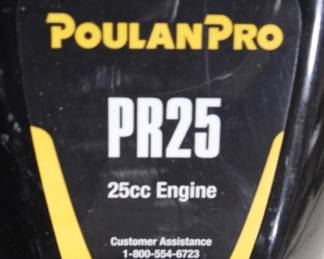 POULANPRO
PR25
25cc Engine
Customer Assistance
1-800-554-6723